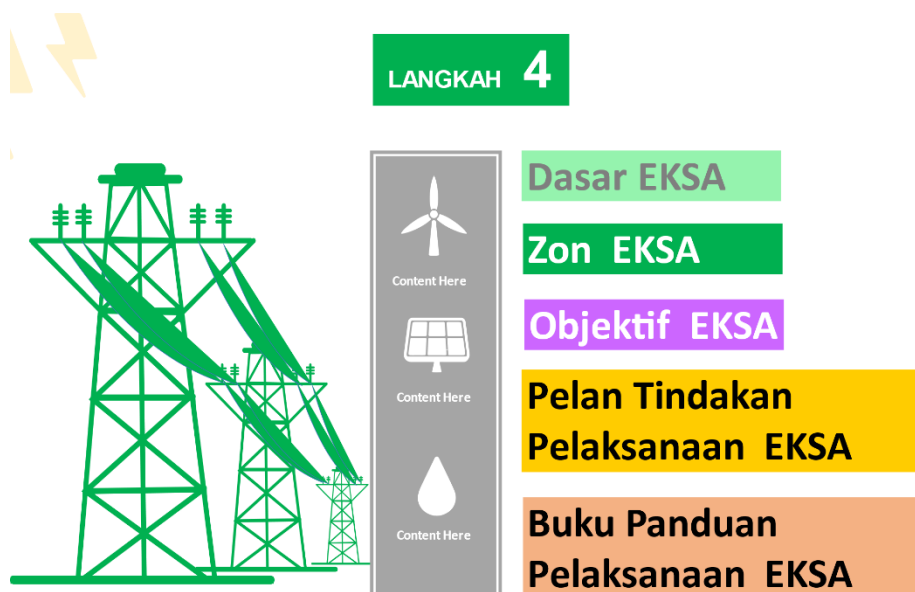 LANGKAH 4
Dasar EKSA
Zon EKSA
Content Here
Objektif EKSA
Content Here
Pelan Tindakan
Pelaksanaan EKSA
Content Here
Buku Panduan
Pelaksanaan EKSA